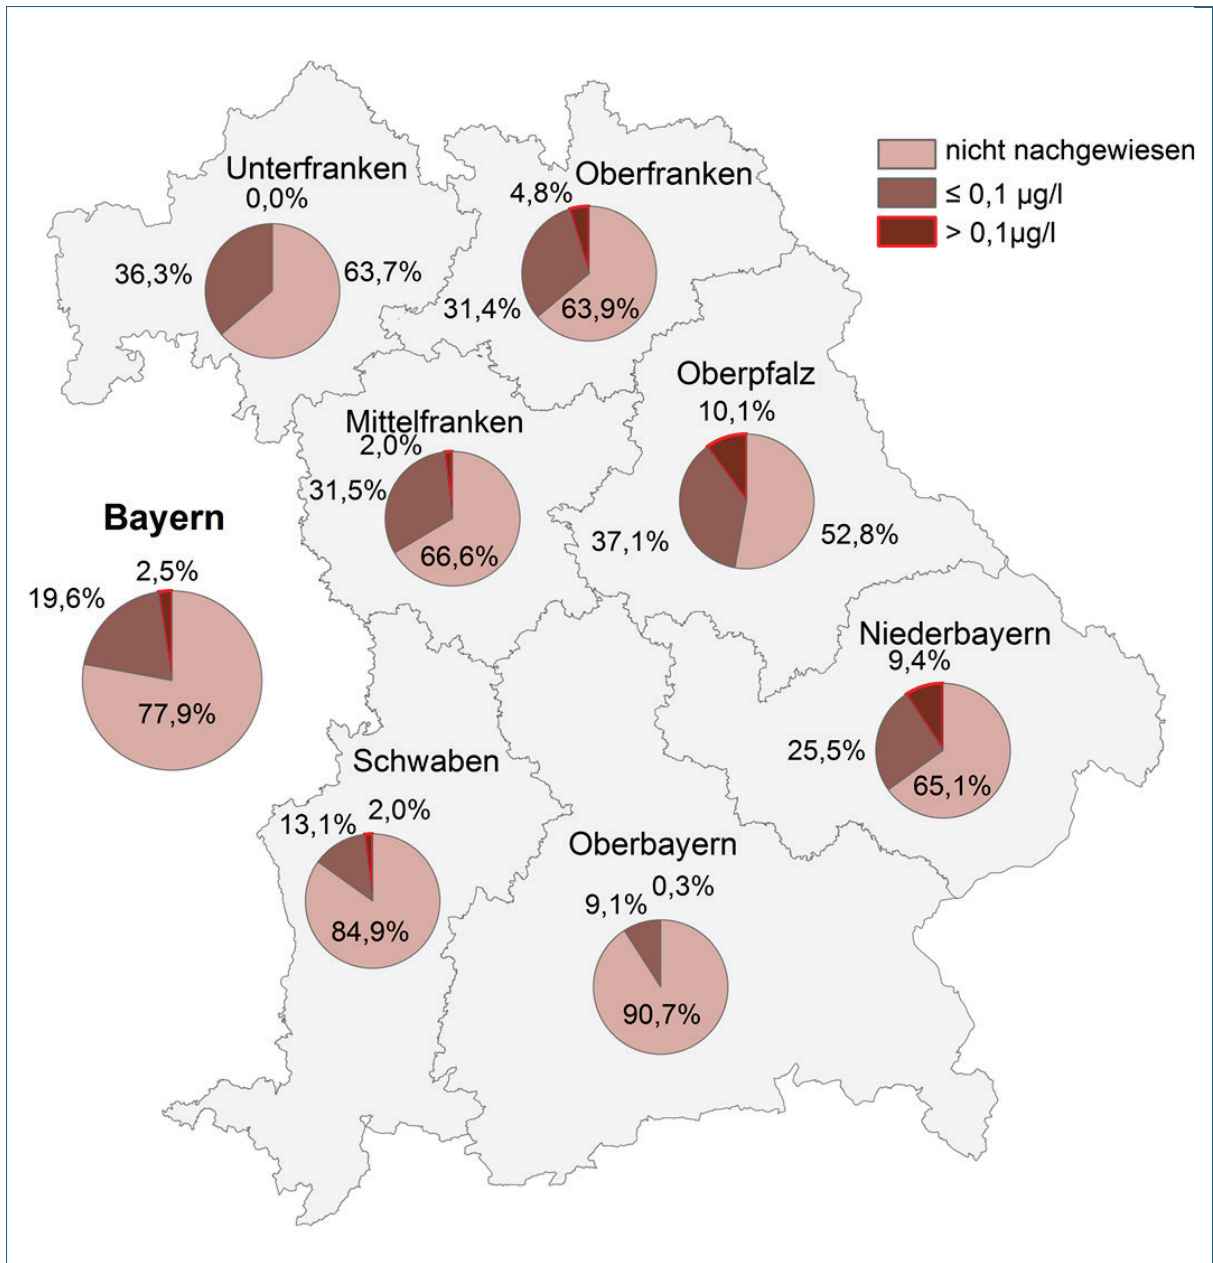 nicht nachgewiesen
≤ 0,1 µg/l
> 0,1µg/l
Unterfranken
0,0%
36,3%
63,7%
Oberfranken
4,8%
31,4%
63,9%
Oberpfalz
10,1%
37,1%
52,8%
Mittelfranken
2,0%
31,5%
66,6%
Bayern
2,5%
19,6%
77,9%
Niederbayern
9,4%
25,5%
65,1%
Schwaben
13,1%
2,0%
84,9%
Oberbayern
0,3%
9,1%
90,7%